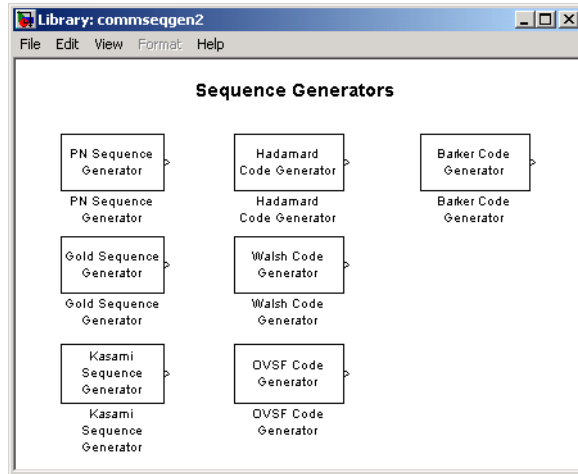 Library: commseqgen2
File Edit View Format Help
Sequence Generators
PN Sequence
Generator
PN Sequence
Generator
Hadamard
Code Generator
Hadamard
Code Generator
Barker Code
Generator
Barker Code
Generator
Gold Sequence
Generator
Gold Sequence
Generator
Walsh Code
Generator
Walsh Code
Generator
Kasami
Sequence
Generator
Kasami
Sequence
Generator
OVSF Code
Generator
OVSF Code
Generator